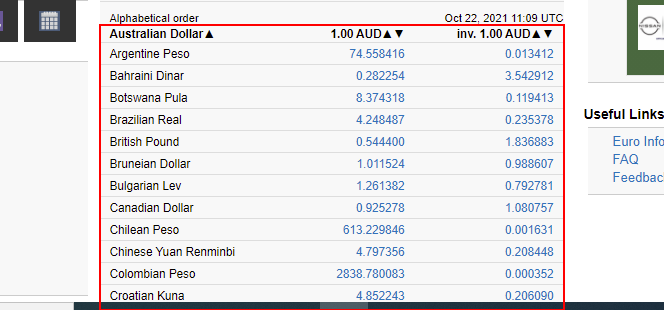 Alphabetical order Oct 22, 2021 11:09 UTC
Australian Dollar▲ 1.00 AUD▲▼ inv. 1.00 AUD▲▼
Argentine Peso 74.558416 0.013412
Bahraini Dinar 0.282254 3.542912
Botswana Pula 8.374318 0.119413
Brazilian Real 4.248487 0.235378
British Pound 0.544400 1.836883
Bruneian Dollar 1.011524 0.988607
Bulgarian Lev 1.261382 0.792781
Canadian Dollar 0.925278 1.080757
Chilean Peso 613.229846 0.001631
Chinese Yuan Renminbi 4.797356 0.208448
Colombian Peso 2838.780083 0.000352
Croatian Kuna 4.852243 0.206090
NISSAN
Useful Links
Euro Info
FAQ
Feedbac